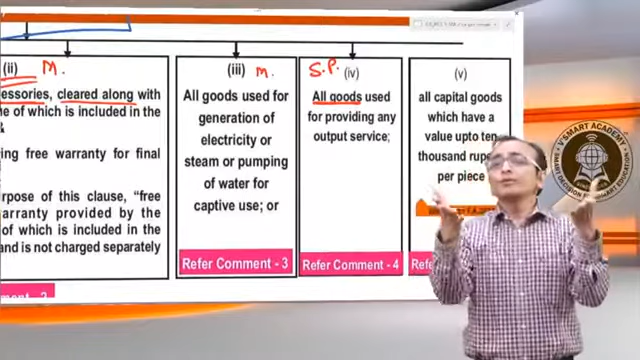 (ii) M.
essories, cleared along with
e of which is included in the
ng free warranty for final
rpose of this clause, "free
arranty provided by the
of which is included in the
and is not charged separately
(iii) M.
All goods used for
generation of
electricity or
steam or pumping
of water for
captive use; or
Refer Comment - 3
S.P. (iv)
All goods used
for providing any
output service;
Refer Comment - 4
(v)
all capital goods
which have a
value upto ten
thousand rupe
per piece
Refe
V'SMART ACADEMY